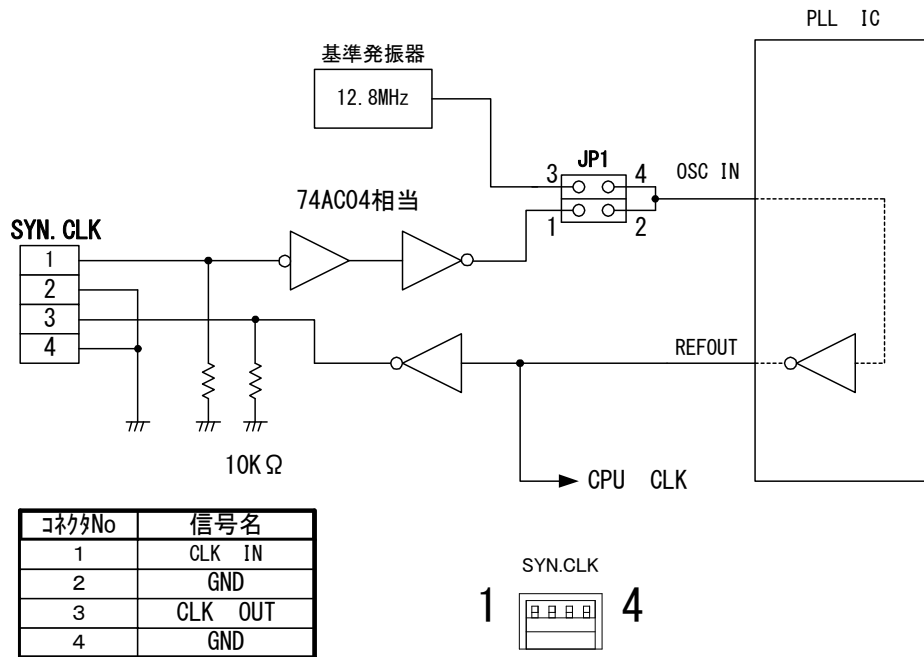 PLL IC
基準発振器
12.8MHz
JP1
3
4
1
2
OSC IN
74AC04相当
SYN. CLK
1
2
3
4
REFOUT
10KΩ
CPU CLK
ｺﾈｸﾀNo 信号名
1 CLK IN
2 GND
3 CLK OUT
4 GND
SYN.CLK
1 4